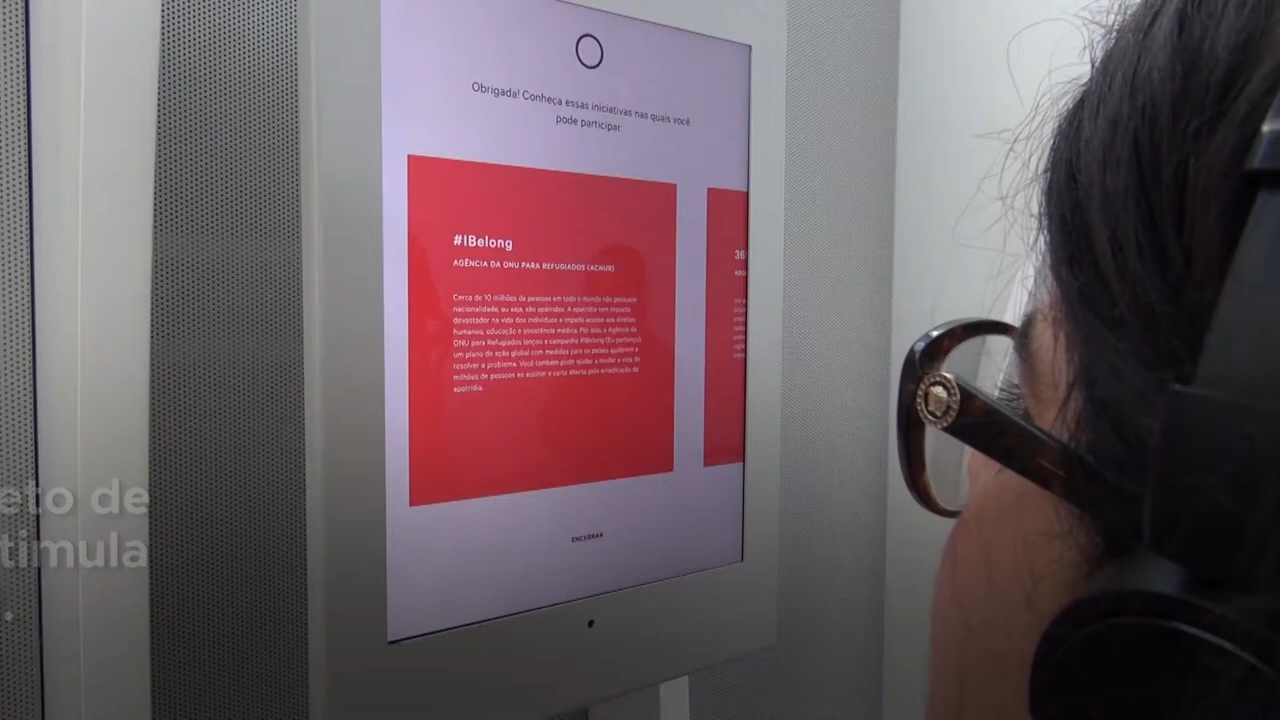 Obrigada! Conheça essas iniciativas nas quais você
pode participar:
#IBelong
AGÊNCIA DA ONU PARA REFUGIADOS (ACNUR)
Cerca de 10 milhões de pessoas em todo o mundo não possuem
nacionalidade, ou seja, são apátridas. A apatridia tem impacto
devastador na vida dos indivíduos e impede acesso aos direitos
humanos, educação e assistência médica. Por isso, a Agência da
ONU para Refugiados lançou a campanha #IBelong (Eu pertenço)
um plano de ação global com medidas para os países ajudarem a
resolver o problema. Você também pode ajudar a mudar a vida de
milhões de pessoas ao assinar a carta aberta pela erradicação da
apatridia.
36
ENCERRAR
eto de
timula
.